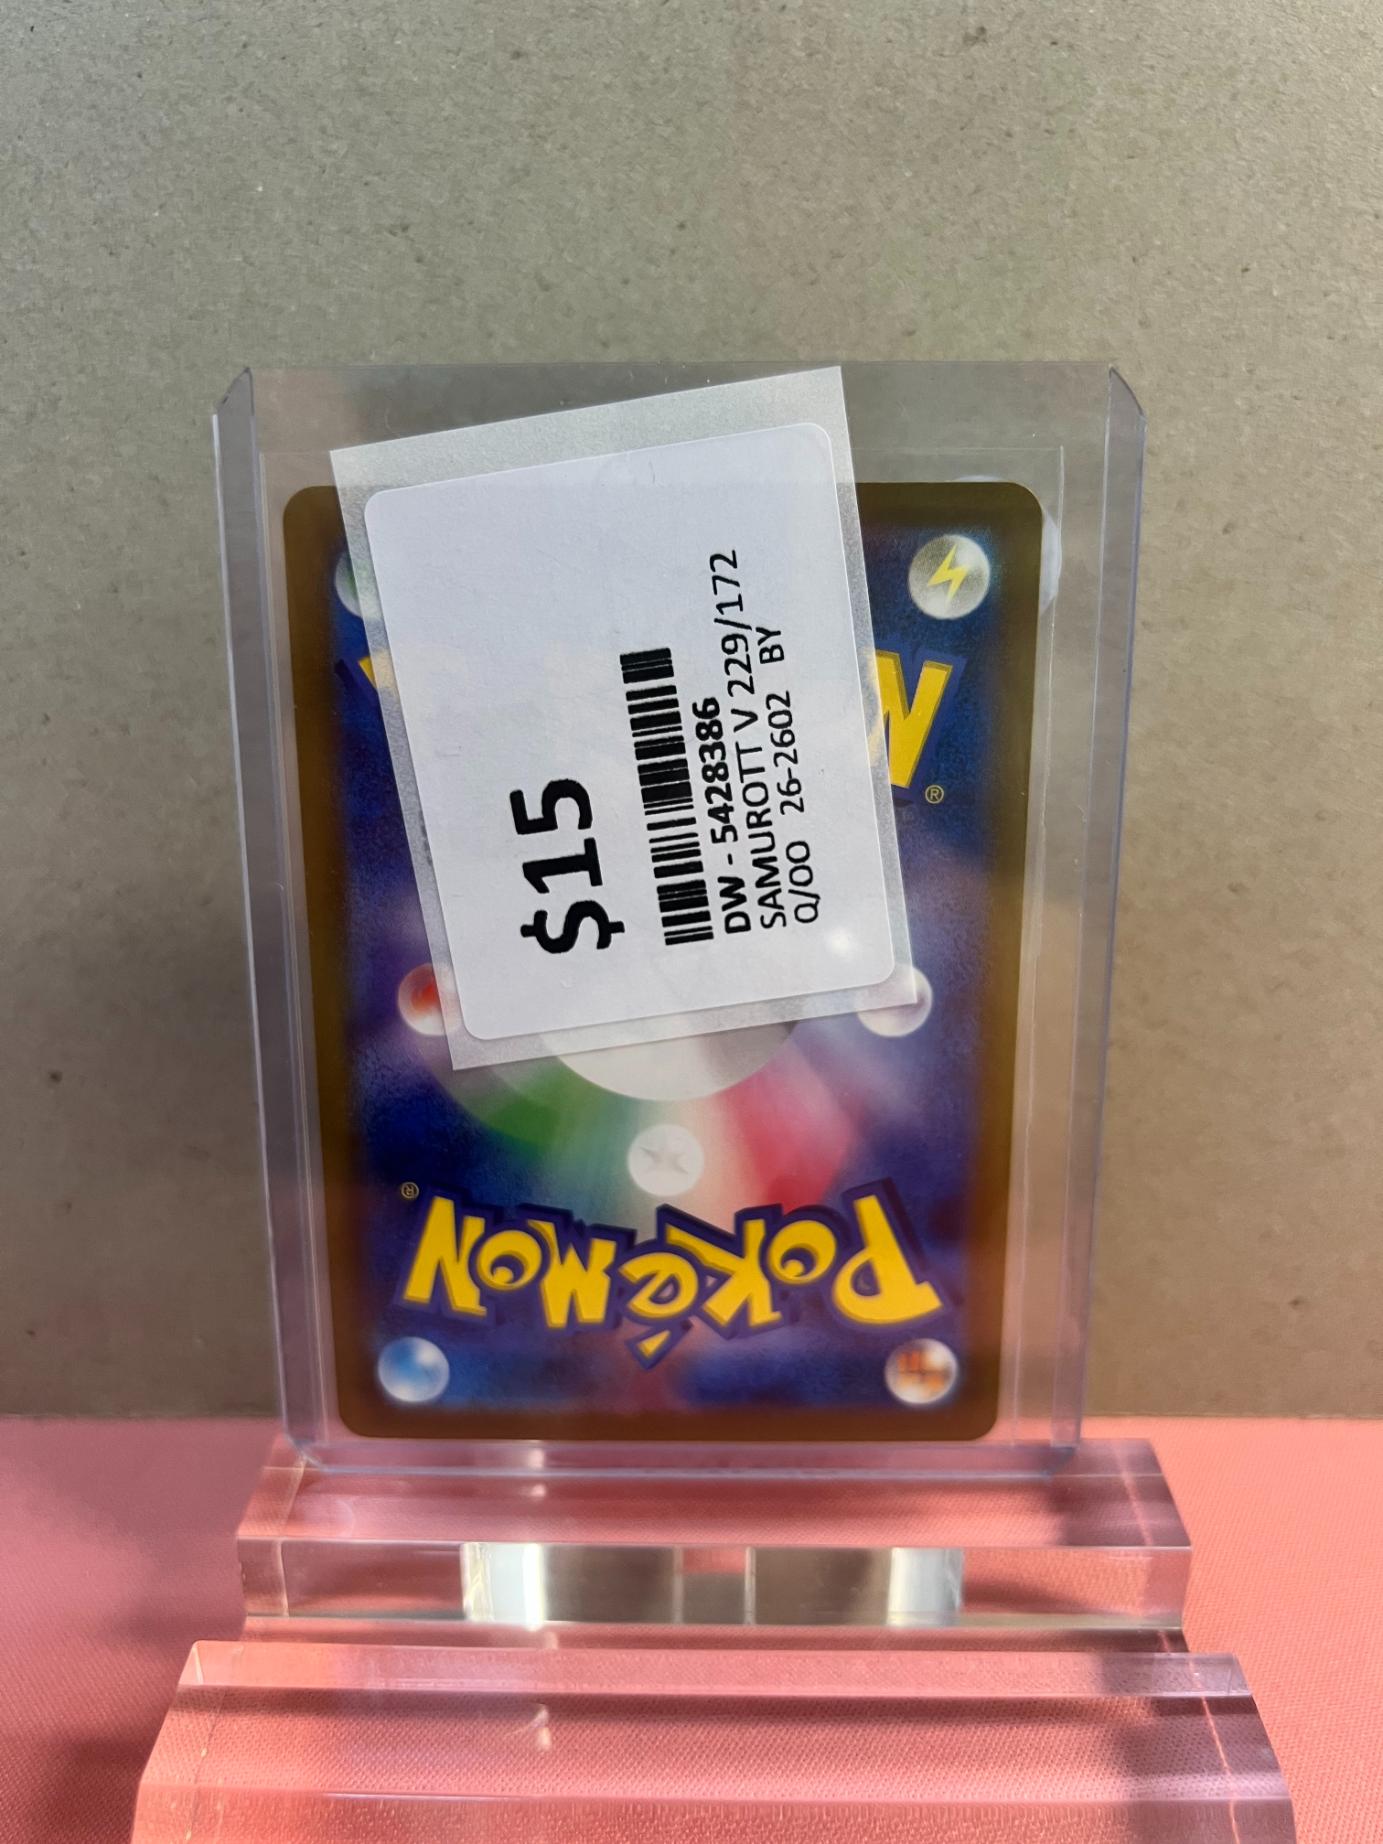 $15
DW - 5428386
SAMUROTT V 229/172
Q/OO 26-2602 BY
N®
POKéMON®